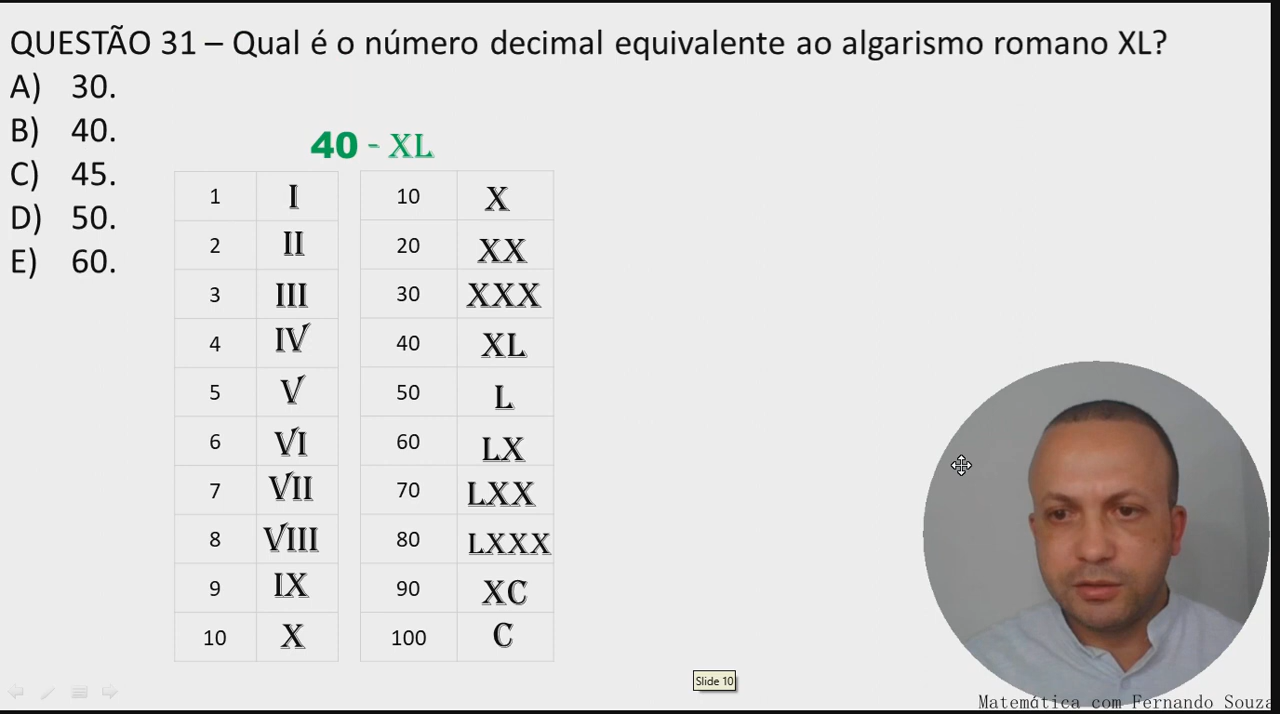 QUESTÃO 31 – Qual é o número decimal equivalente ao algarismo romano XL?
A) 30.
B) 40.
C) 45.
D) 50.
E) 60.
40 - XL
1 I 10 X
2 II 20 XX
3 III 30 XXX
4 IV 40 XL
5 V 50 L
6 VI 60 LX
7 VII 70 LXX
8 VIII 80 LXXX
9 IX 90 XC
10 X 100 C
Slide 10
Matemática com Fernando Souza